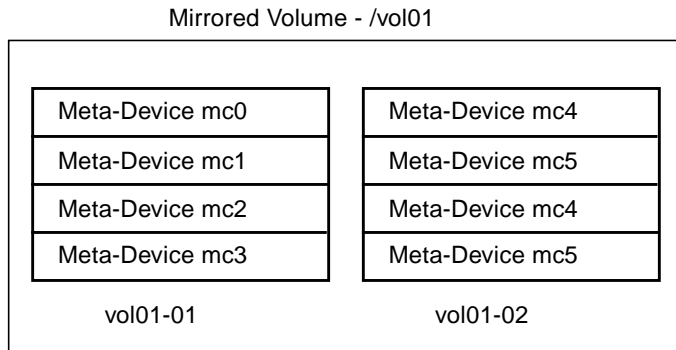 Mirrored Volume - /vol01
Meta-Device mc0
Meta-Device mc1
Meta-Device mc2
Meta-Device mc3
vol01-01
Meta-Device mc4
Meta-Device mc5
Meta-Device mc4
Meta-Device mc5
vol01-02